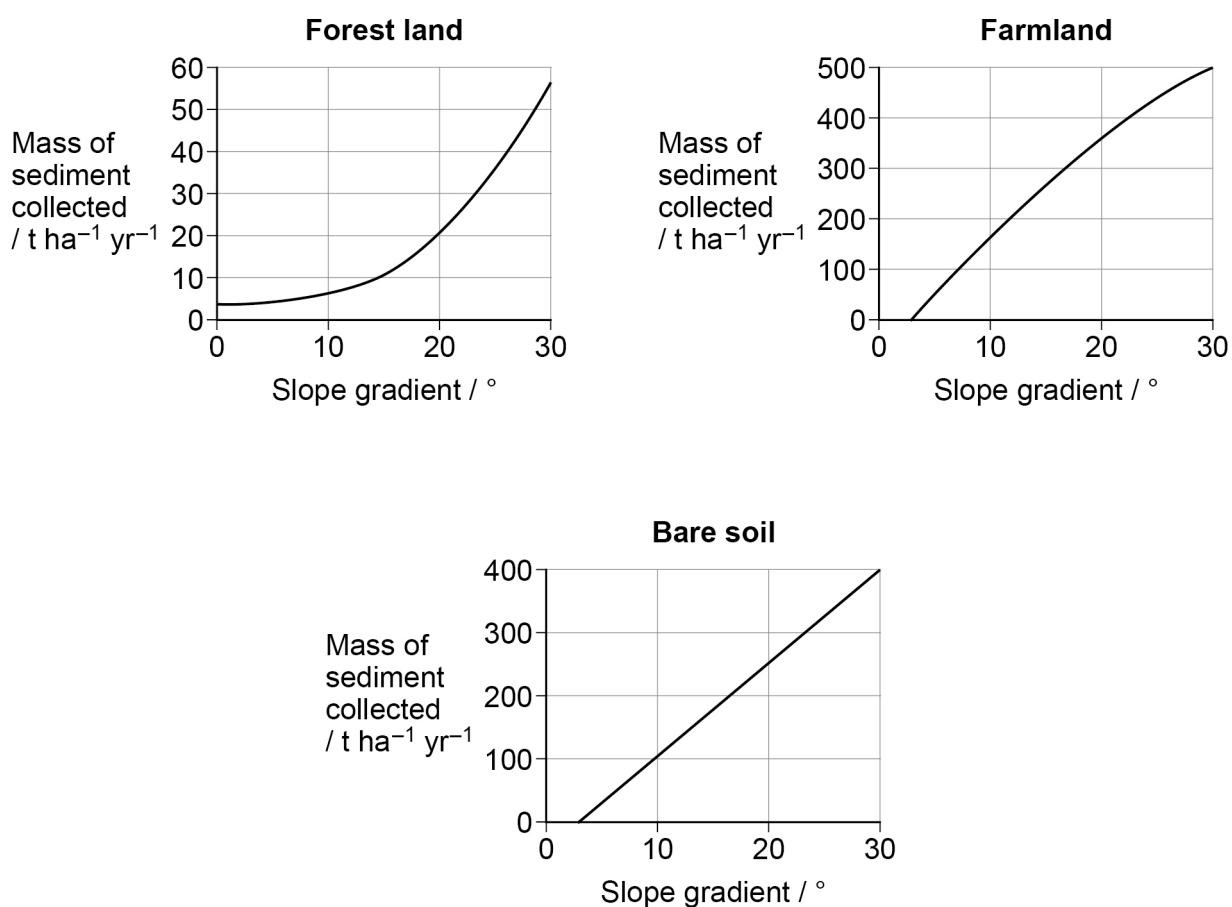 Forest land
60
50
40
30
20
10
0
Mass of
sediment
collected
/ t ha⁻¹ yr⁻¹
0 10 20 30
Slope gradient / °
Farmland
500
400
300
200
100
0
Mass of
sediment
collected
/ t ha⁻¹ yr⁻¹
0 10 20 30
Slope gradient / °
Bare soil
400
300
200
100
0
Mass of
sediment
collected
/ t ha⁻¹ yr⁻¹
0 10 20 30
Slope gradient / °